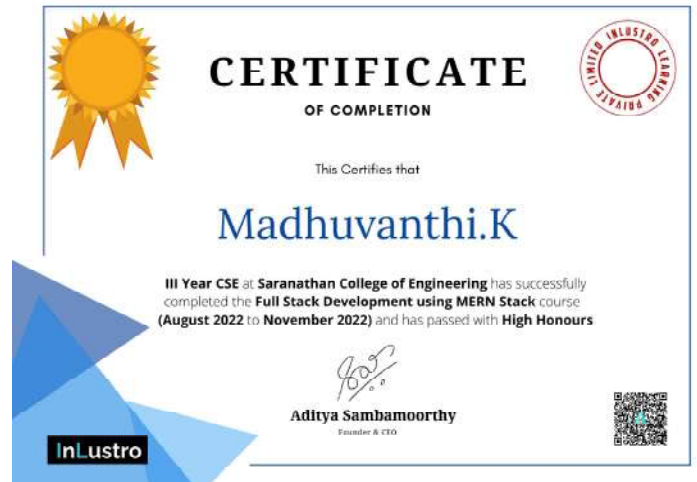 CERTIFICATE
OF COMPLETION
INLUSTRO LEARNING PRIVATE LIMITED
This Certifies that
Madhuvanthi.K
III Year CSE at Saranathan College of Engineering has successfully
completed the Full Stack Development using MERN Stack course
(August 2022 to November 2022) and has passed with High Honours
Aditya Sambamoorthy
Founder & CEO
InLustro